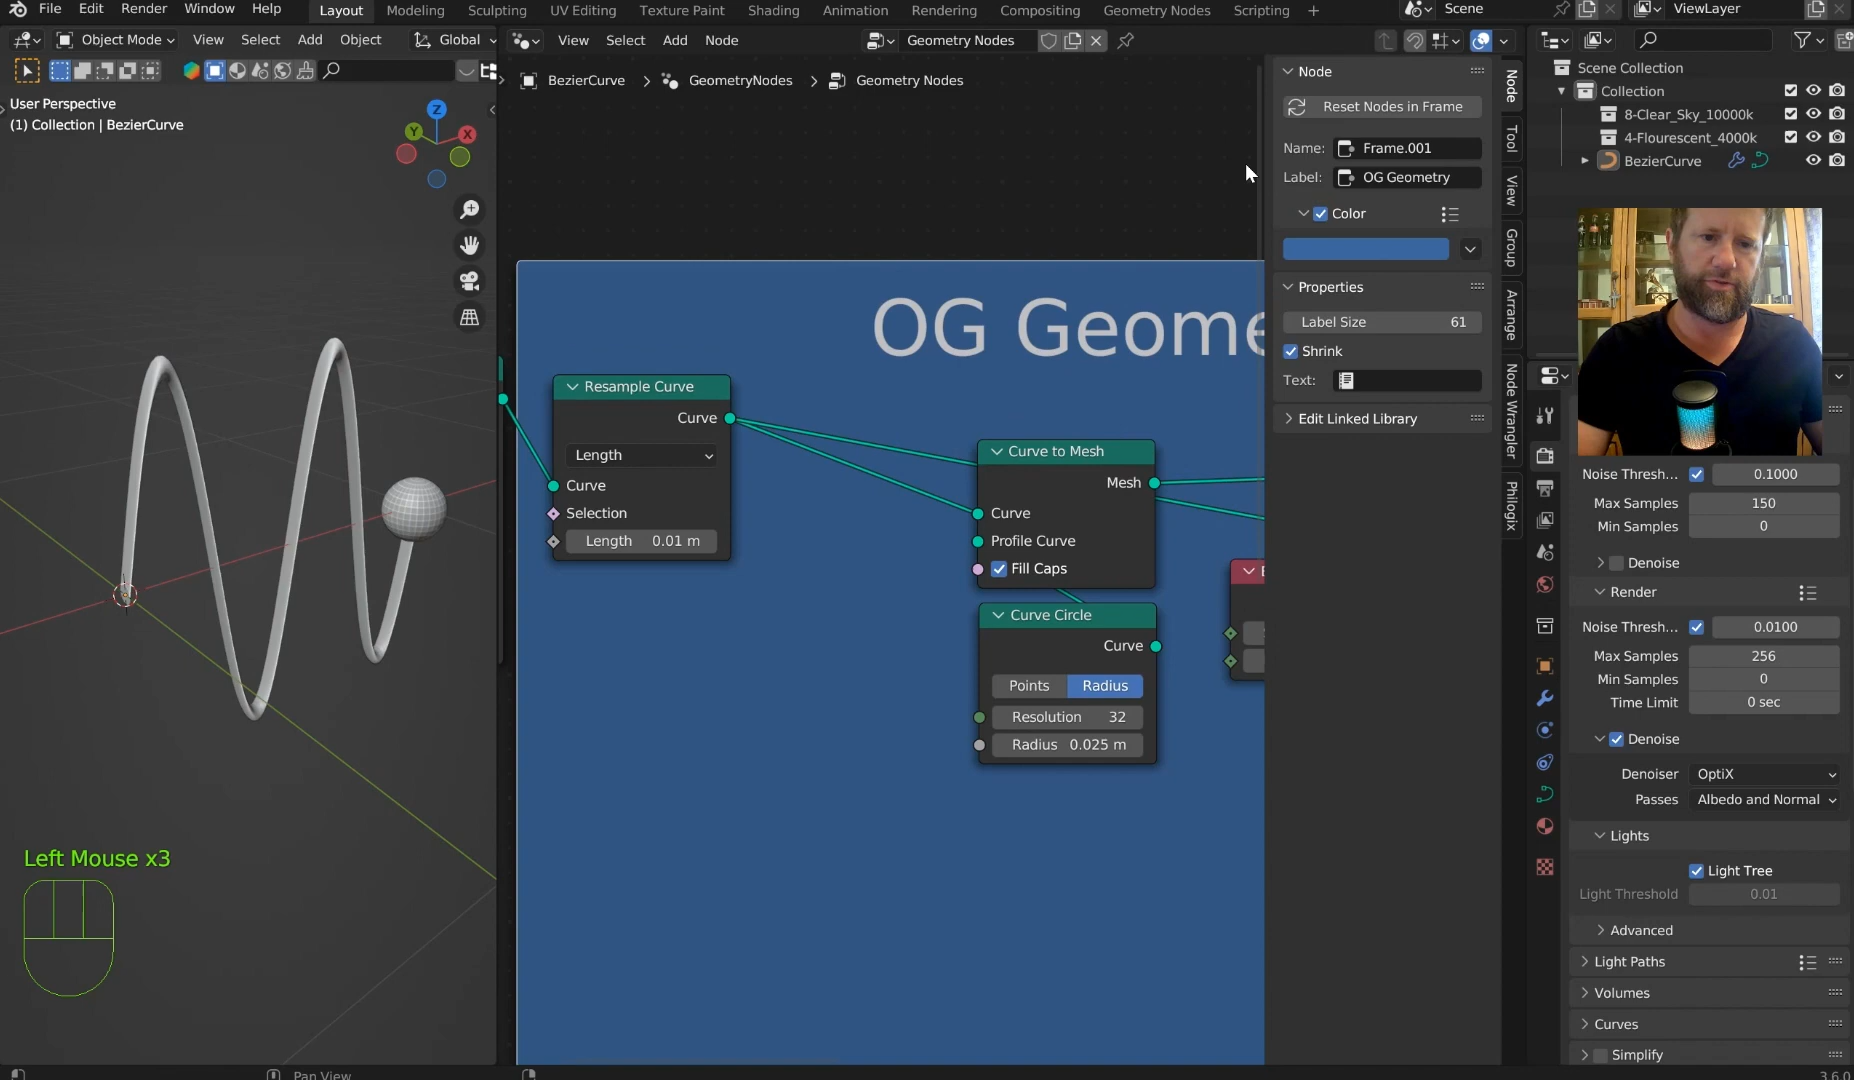 File Edit Render Window Help Layout Modeling Sculpting UV Editing Texture Paint Shading Animation Rendering Compositing Geometry Nodes Scripting + Scene ViewLayer
Object Mode View Select Add Object Global
View Select Add Node Geometry Nodes
BezierCurve > GeometryNodes > Geometry Nodes
User Perspective
(1) Collection | BezierCurve
Z
Y
X
OG Geome
Resample Curve
Curve
Length
Curve
Selection
Length 0.01 m
Curve to Mesh
Mesh
Curve
Profile Curve
Fill Caps
Curve Circle
Curve
Points Radius
Resolution 32
Radius 0.025 m
Left Mouse x3
Node
Reset Nodes in Frame
Name: Frame.001
Label: OG Geometry
Color
Properties
Label Size 61
Shrink
Text:
Edit Linked Library
Node
Tool
View
Group
Arrange
Node Wrangler
Philogix
Scene Collection
Collection
8-Clear_Sky_10000k
4-Flourescent_4000k
BezierCurve
Noise Thresh... 0.1000
Max Samples 150
Min Samples 0
Denoise
Render
Noise Thresh... 0.0100
Max Samples 256
Min Samples 0
Time Limit 0 sec
Denoise
Denoiser OptiX
Passes Albedo and Normal
Lights
Light Tree
Light Threshold 0.01
Advanced
Light Paths
Volumes
Curves
Simplify
Pan View
3.6.0